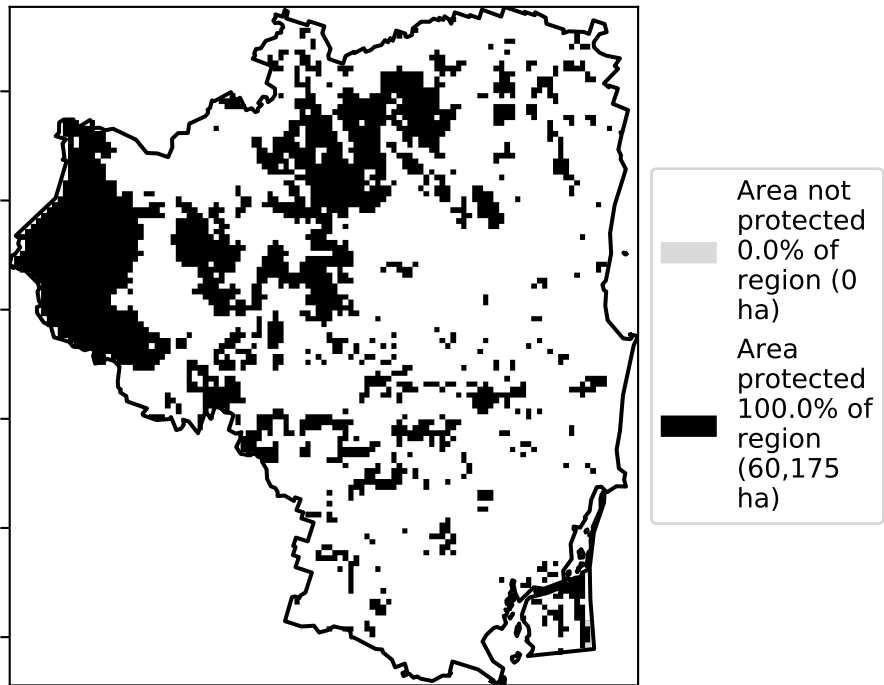 Area not
protected
0.0% of
region (0
ha)
Area
protected
100.0% of
region
(60,175
ha)